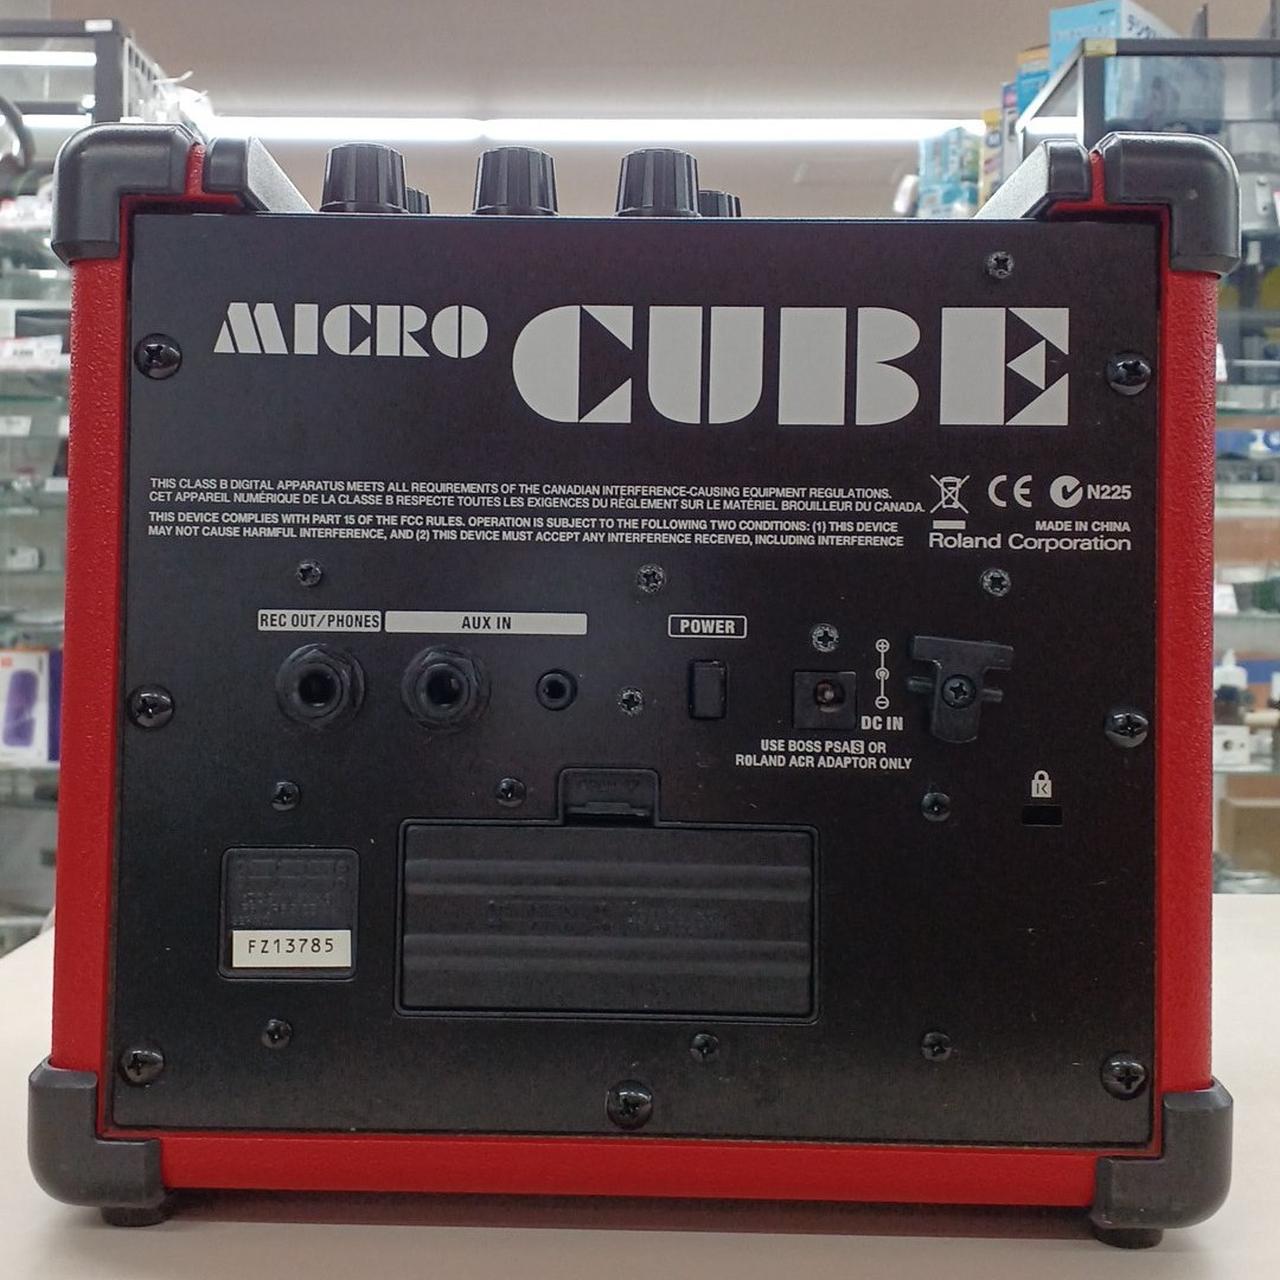 MICRO CUBE
THIS CLASS B DIGITAL APPARATUS MEETS ALL REQUIREMENTS OF THE CANADIAN INTERFERENCE-CAUSING EQUIPMENT REGULATIONS.
CET APPAREIL NUMÉRIQUE DE LA CLASSE B RESPECTE TOUTES LES EXIGENCES DU RÈGLEMENT SUR LE MATÉRIEL BROUILLEUR DU CANADA.
THIS DEVICE COMPLIES WITH PART 15 OF THE FCC RULES. OPERATION IS SUBJECT TO THE FOLLOWING TWO CONDITIONS: (1) THIS DEVICE
MAY NOT CAUSE HARMFUL INTERFERENCE, AND (2) THIS DEVICE MUST ACCEPT ANY INTERFERENCE RECEIVED, INCLUDING INTERFERENCE
CE N225
MADE IN CHINA
Roland Corporation
REC OUT/PHONES
AUX IN
POWER
DC IN
USE BOSS PSA S OR
ROLAND ACR ADAPTOR ONLY
K
FZ13785